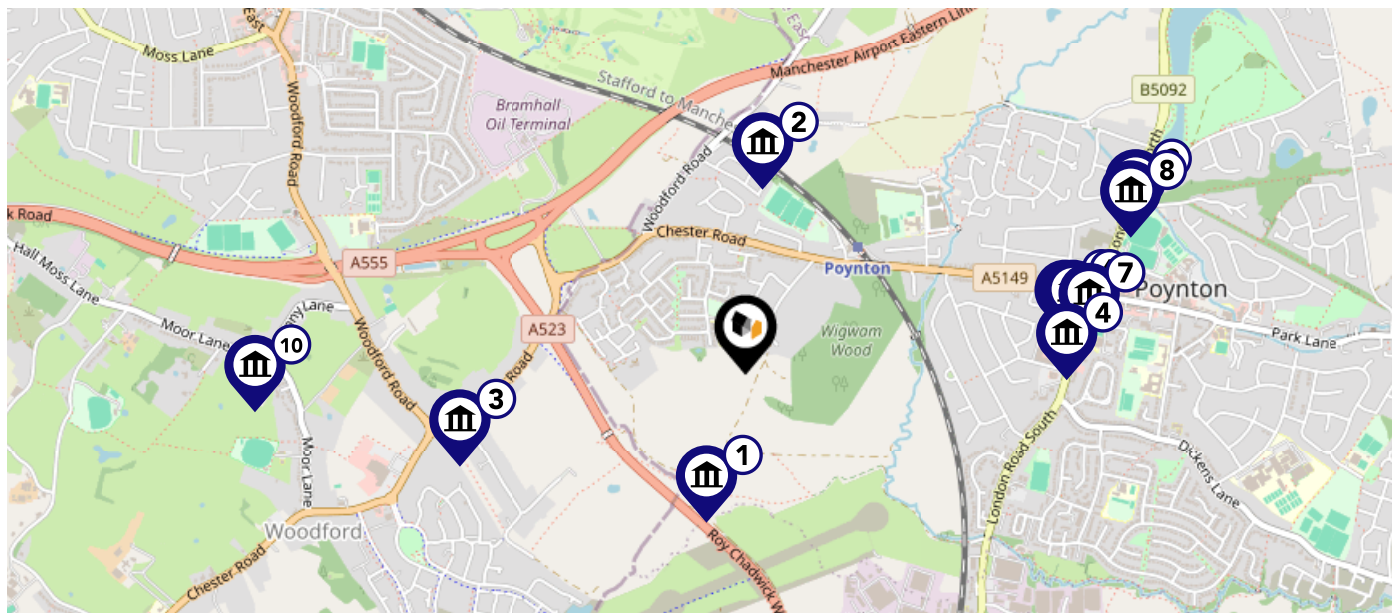 East
Moss Lane
Manchester Airport Eastern Link
East
Stafford to Manche
B5092
Bramhall
Oil Terminal
Woodford Road
2
8
Woodford Road
k Road
Chester Road
A555
Poynton
A5149
7
Poynton
Hall Moss Lane
ny Lane
4
Moor Lane
A523
Wigwam
Wood
Park Lane
10
Woodford Road
Road
3
1
Moor Lane
London Road South
Dickens Lane
Woodford
Chester Road
Roy Chadwick W